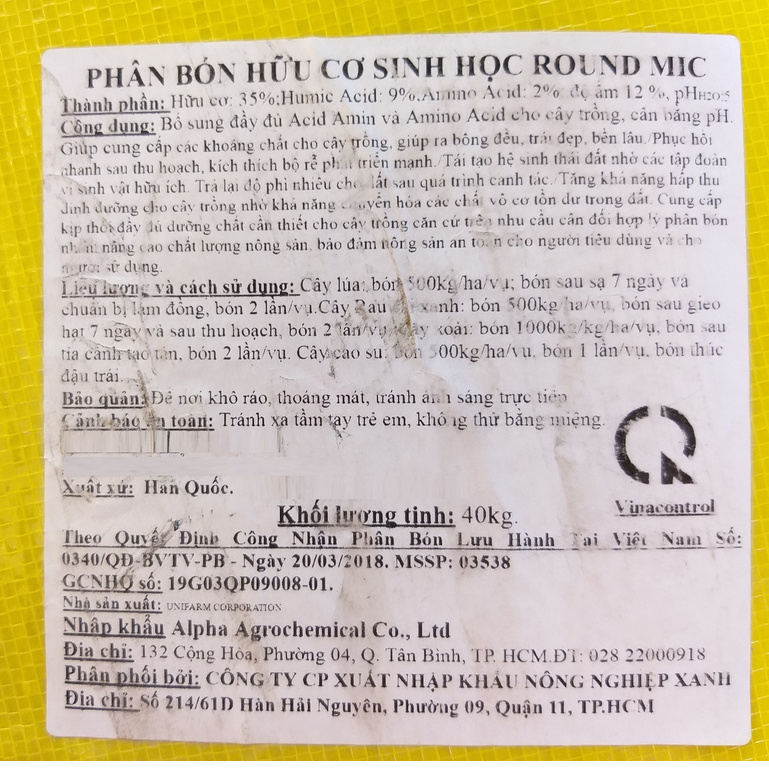 PHÂN BÓN HỮU CƠ SINH HỌC ROUND MIC
Thành phần: Hữu cơ: 35%;Humic Acid: 9%,Amino Acid: 2% độ ẩm 12 %, pHH2O:5
Công dụng: Bổ sung đầy đủ Acid Amin và Amino Acid cho cây trồng, cân bằng pH.
Giúp cung cấp các khoáng chất cho cây trồng, giúp ra bông đều, trái đẹp, bền lâu. Phục hồi
nhanh sau thu hoạch, kích thích bộ rễ phát triển mạnh. Tái tạo hệ sinh thái đất nhờ các tập đoàn
vi sinh vật hữu ích. Trả lại độ phì nhiêu cho đất sau quá trình canh tác. Tăng khả năng hấp thu
dinh dưỡng cho cây trồng nhờ khả năng chuyển hóa các chất vô cơ tồn dư trong đất. Cung cấp
kịp thời đầy đủ dưỡng chất cần thiết cho cây trồng căn cứ trên nhu cầu cân đối hợp lý phân bón
nhằm nâng cao chất lượng nông sản, bảo đảm nông sản an toàn cho người tiêu dùng và cho
người sử dụng.
Liều lượng và cách sử dụng: Cây lúa: bón 500kg/ha/vụ; bón sau sạ 7 ngày và
chuẩn bị làm đồng, bón 2 lần/vụ.Cây Rau xanh: bón 500kg/ha/vụ, bón sau gieo
hạt 7 ngày và sau thu hoạch, bón 2 lần/vụ. Cây xoài: bón 1000kg/kg/ha/vụ, bón sau
tỉa cành tạo tán, bón 2 lần/vụ. Cây cao su: bón 500kg/ha/vụ, bón 1 lần/vụ, bón thúc
đậu trái.
Bảo quản: Để nơi khô ráo, thoáng mát, tránh ánh sáng trực tiếp
Cảnh báo an toàn: Tránh xa tầm tay trẻ em, không thử bằng miệng.
Xuất xứ: Hàn Quốc.
Vinacontrol
Khối lượng tịnh: 40kg.
Theo Quyết Định Công Nhận Phân Bón Lưu Hành Tại Việt Nam Số:
0340/QĐ-BVTV-PB - Ngày 20/03/2018. MSSP: 03538
GCNHQ số: 19G03QP09008-01.
Nhà sản xuất: UNIFARM CORPORATION
Nhập khẩu Alpha Agrochemical Co., Ltd
Địa chỉ: 132 Cộng Hòa, Phường 04, Q. Tân Bình, TP. HCM.ĐT: 028 22000918
Phân phối bởi: CÔNG TY CP XUẤT NHẬP KHẨU NÔNG NGHIỆP XANH
Địa chỉ: Số 214/61D Hàn Hải Nguyên, Phường 09, Quận 11, TP.HCM